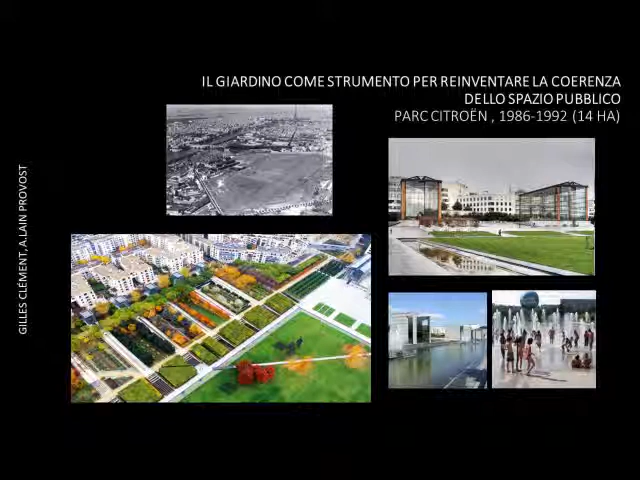 IL GIARDINO COME STRUMENTO PER REINVENTARE LA COERENZA
DELLO SPAZIO PUBBLICO
PARC CITROËN , 1986-1992 (14 HA)
GILLES CLÉMENT, A.LAIN PROVOST